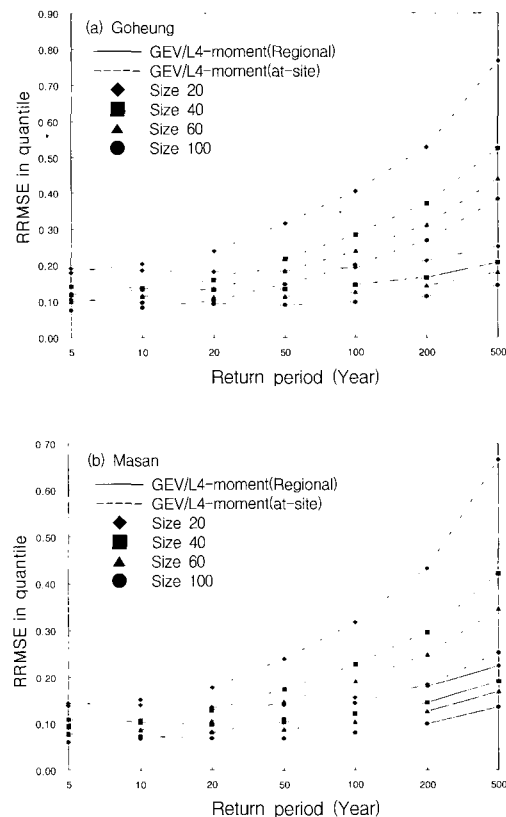 (a) Goheung
GEV/L4-moment(Regional)
GEV/L4-moment(at-site)
Size 20
Size 40
Size 60
Size 100
RRMSE in quantile
0.90
0.80
0.70
0.60
0.50
0.40
0.30
0.20
0.10
0.00
5 10 20 50 100 200 500
Return period (Year)
(b) Masan
GEV/L4-moment(Regional)
GEV/L4-moment(at-site)
Size 20
Size 40
Size 60
Size 100
RRMSE in quantile
0.70
0.60
0.50
0.40
0.30
0.20
0.10
0.00
5 10 20 50 100 200 500
Return period (Year)